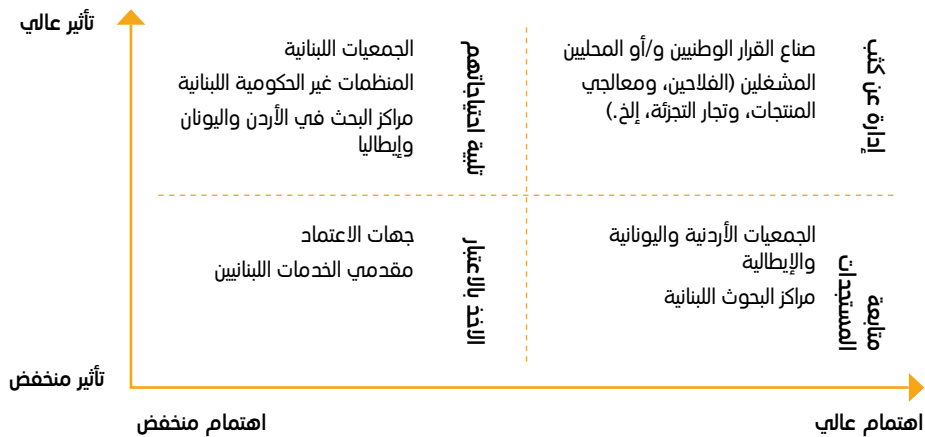 تأثير عالي
صناع القرار الوطنيين و/أو المحليين
المشغلين (الفلاحين، ومعالجي
المنتجات، وتجار التجزئة، إلخ.)
إدارة عن كثب
الجمعيات اللبنانية
المنظمات غير الحكومية اللبنانية
مراكز البحث في الأردن واليونان
وإيطاليا
تلبية احتياجاتهم
الجمعيات الأردنية واليونانية
والإيطالية
مراكز البحوث اللبنانية
متابعة
المستجدات
جهات الاعتماد
مقدمي الخدمات اللبنانيين
الاخذ بالاعتبار
تأثير منخفض
اهتمام عالي
اهتمام منخفض